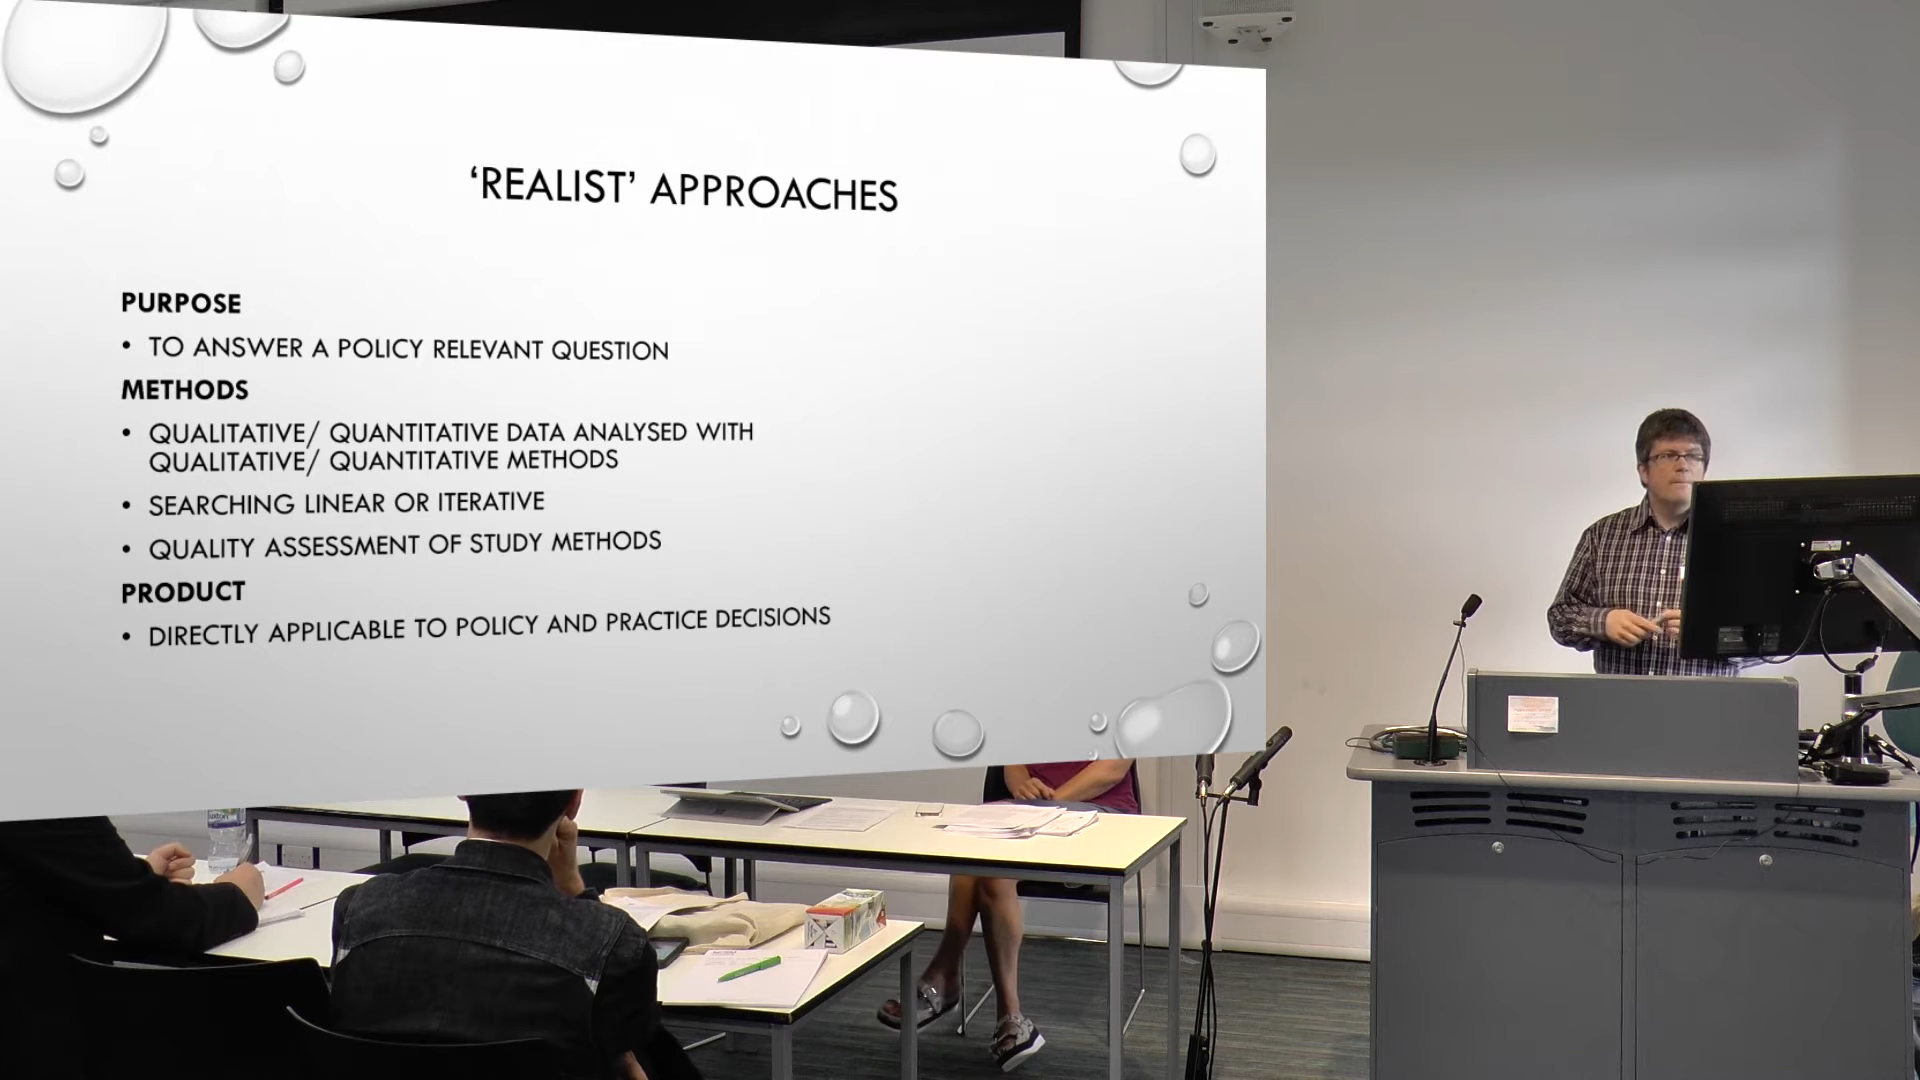 ‘REALIST’ APPROACHES
PURPOSE
• TO ANSWER A POLICY RELEVANT QUESTION
METHODS
• QUALITATIVE/ QUANTITATIVE DATA ANALYSED WITH
QUALITATIVE/ QUANTITATIVE METHODS
• SEARCHING LINEAR OR ITERATIVE
• QUALITY ASSESSMENT OF STUDY METHODS
PRODUCT
• DIRECTLY APPLICABLE TO POLICY AND PRACTICE DECISIONS